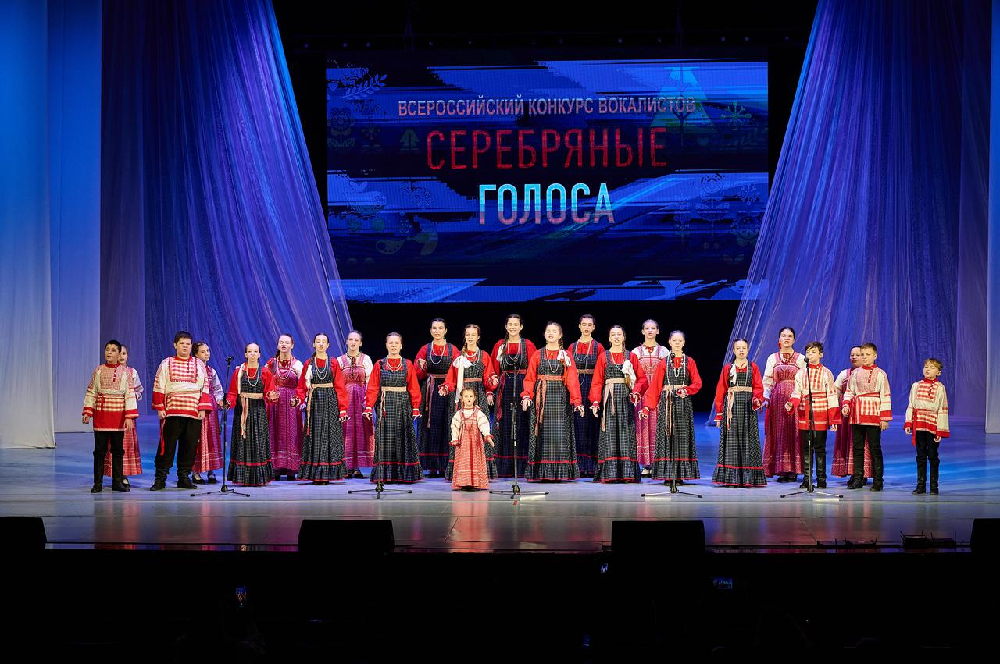 ВСЕРОССИЙСКИЙ КОНКУРС ВОКАЛИСТОВ
СЕРЕБРЯНЫЕ
ГОЛОСА